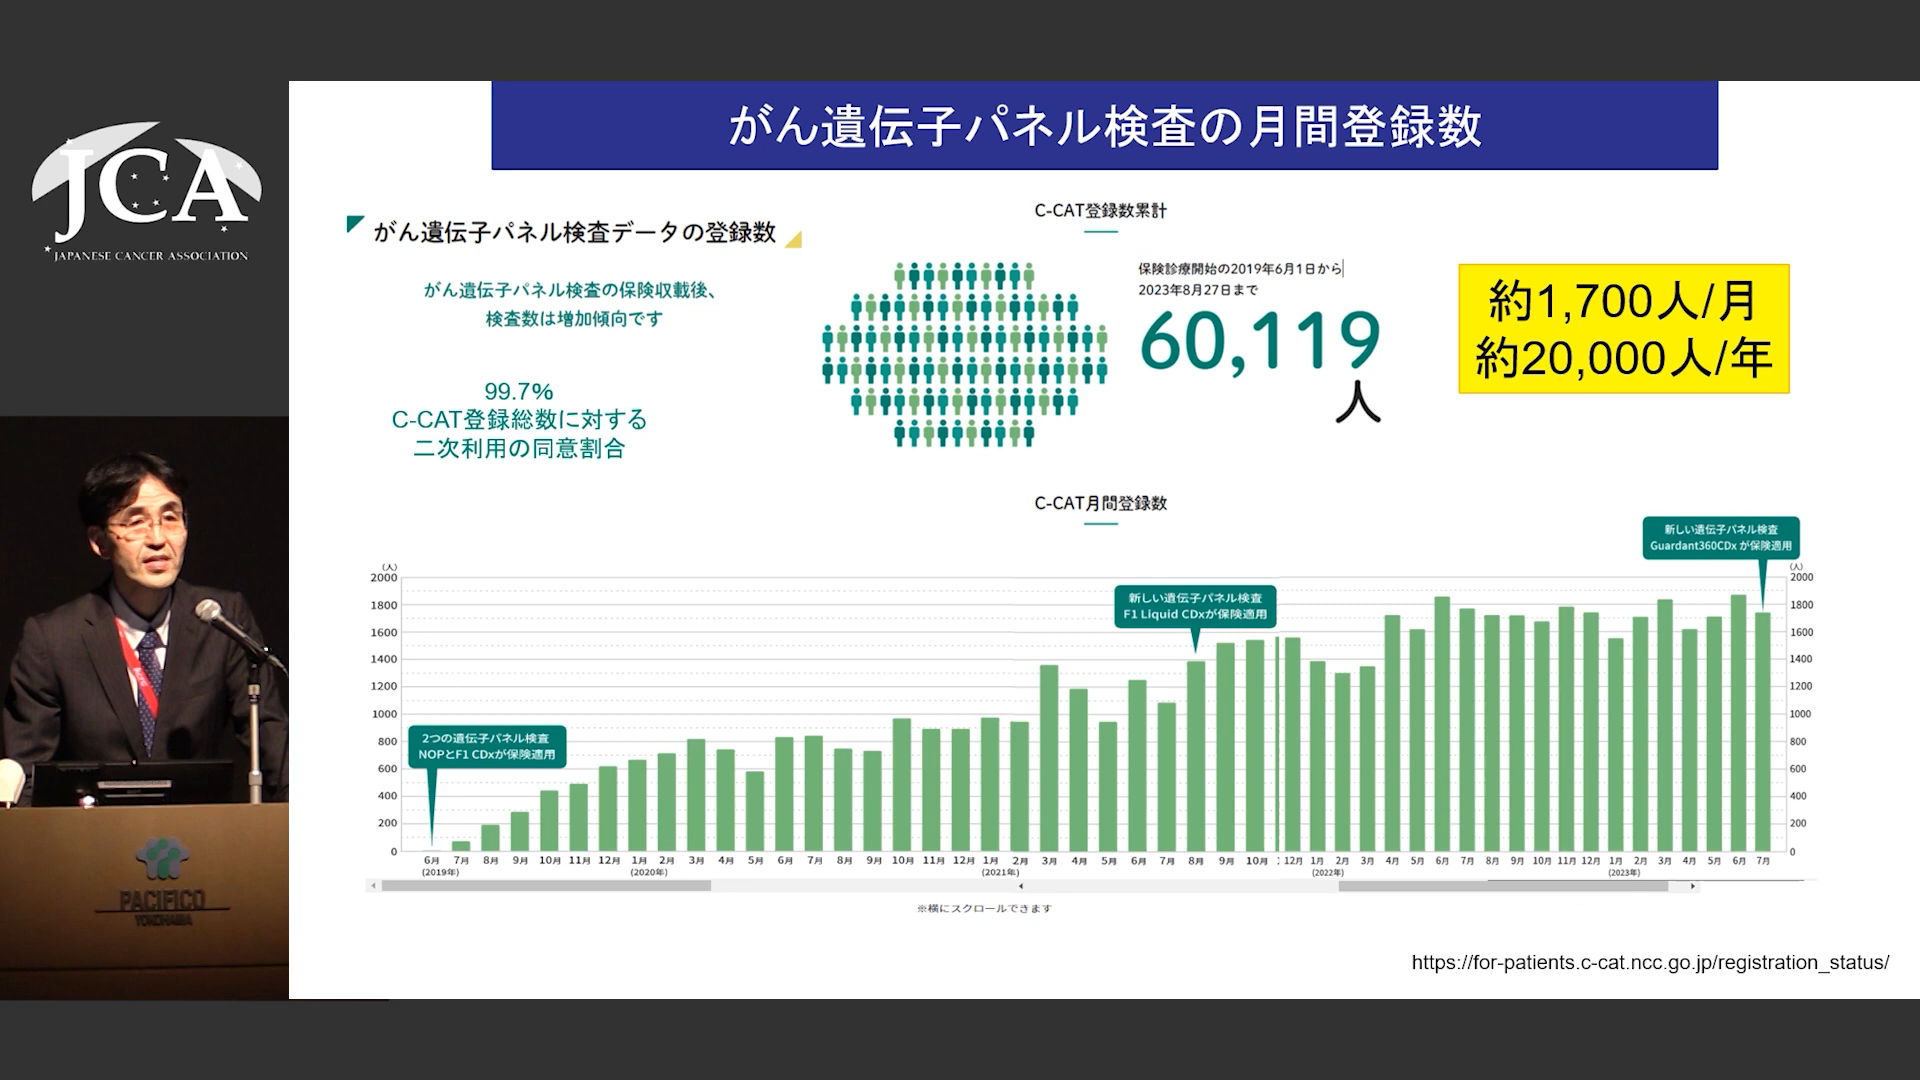 JCA
JAPANESE CANCER ASSOCIATION
がん遺伝子パネル検査の月間登録数
がん遺伝子パネル検査データの登録数
がん遺伝子パネル検査の保険収載後、
検査数は増加傾向です
99.7%
C-CAT登録総数に対する
二次利用の同意割合
C-CAT登録数累計
保険診療開始の2019年6月1日から
2023年8月27日まで
60,119
人
約1,700人/月
約20,000人/年
C-CAT月間登録数
新しい遺伝子パネル検査
Guardant360CDx が保険適用
新しい遺伝子パネル検査
F1 Liquid CDxが保険適用
2つの遺伝子パネル検査
NOPとF1 CDxが保険適用
(人)
2000
1800
1600
1400
1200
1000
800
600
400
200
0
(人)
2000
1800
1600
1400
1200
1000
800
600
400
200
0
6月 7月 8月 9月 10月 11月 12月 1月 2月 3月 4月 5月 6月 7月 8月 9月 10月 11月 12月 1月 2月 3月 4月 5月 6月 7月 8月 9月 10月 12月 1月 2月 3月 4月 5月 6月 7月 8月 9月 10月 11月 12月 1月 2月 3月 4月 5月 6月 7月
(2019年) (2020年) (2021年) (2022年) (2023年)
※横にスクロールできます
https://for-patients.c-cat.ncc.go.jp/registration_status/
PACIFICO
YOKOHAMA